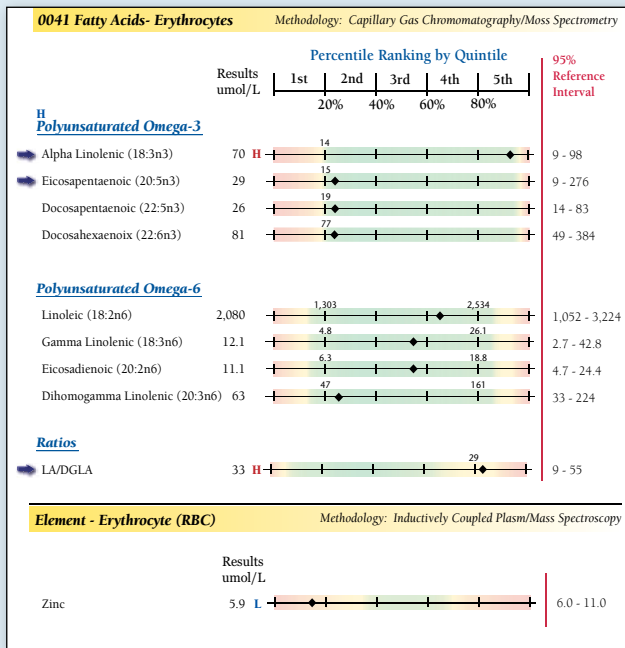 0041 Fatty Acids- Erythrocytes Methodology: Capillary Gas Chromomatography/Moss Spectrometry
Percentile Ranking by Quintile
95%
Reference
Interval
Results
umol/L
1st 2nd 3rd 4th 5th
20% 40% 60% 80%
H
Polyunsaturated Omega-3
14
Alpha Linolenic (18:3n3) 70 H 9 - 98
15
Eicosapentaenoic (20:5n3) 29 9 - 276
19
Docosapentaenoic (22:5n3) 26 14 - 83
77
Docosahexaenoix (22:6n3) 81 49 - 384
Polyunsaturated Omega-6
1,303 2,534
Linoleic (18:2n6) 2,080 1,052 - 3,224
4.8 26.1
Gamma Linolenic (18:3n6) 12.1 2.7 - 42.8
6.3 18.8
Eicosadienoic (20:2n6) 11.1 4.7 - 24.4
47 161
Dihomogamma Linolenic (20:3n6) 63 33 - 224
Ratios
29
LA/DGLA 33 H 9 - 55
Element - Erythrocyte (RBC) Methodology: Inductively Coupled Plasm/Mass Spectroscopy
Results
umol/L
Zinc 5.9 L 6.0 - 11.0